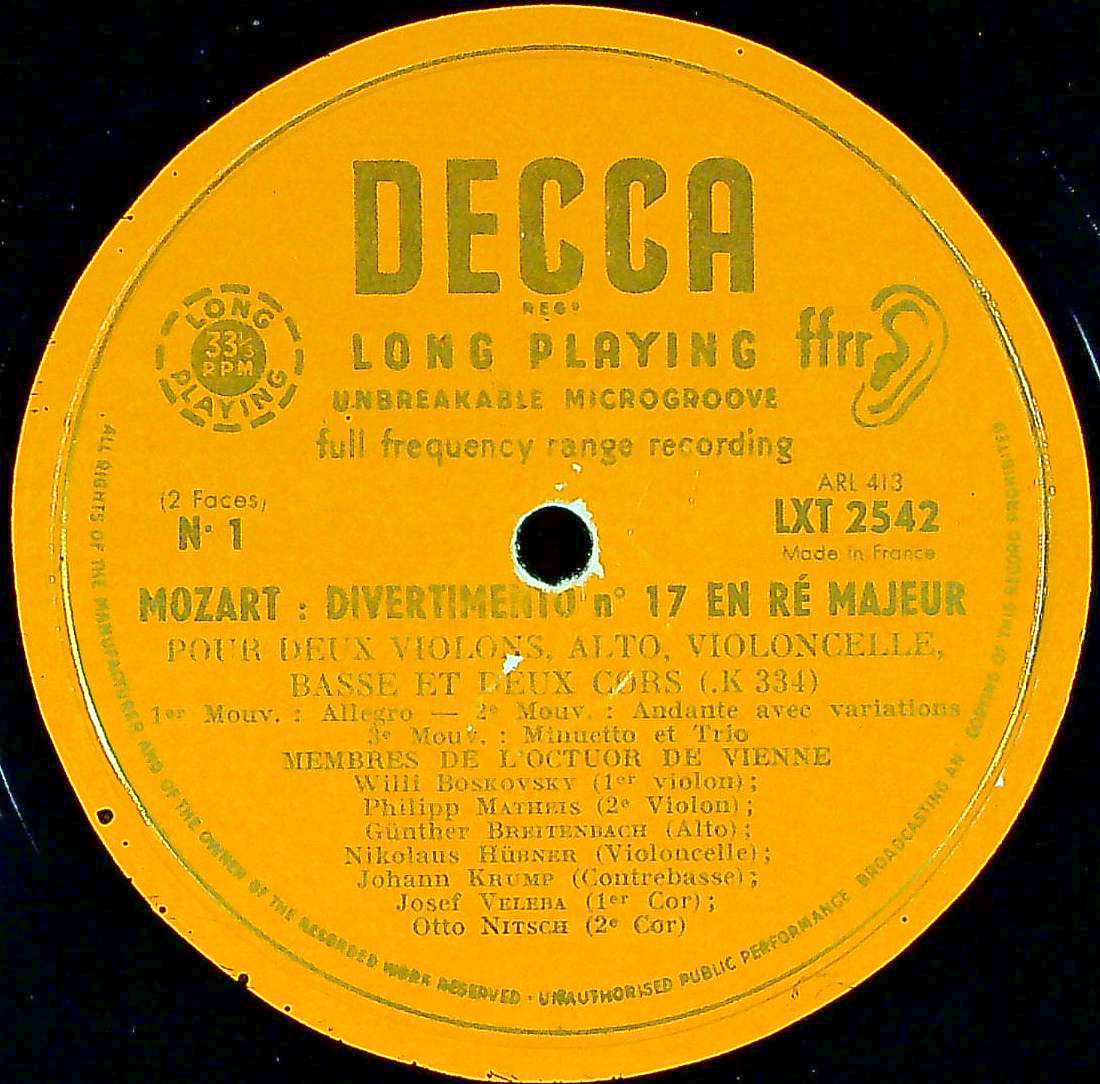 DECCA
REGD
LONG PLAYING
UNBREAKABLE MICROGROOVE
full frequency range recording
LONG
33 1/3
PPM
PLAYING
ffrr
(2 Faces)
N° 1
ARL 413
LXT 2542
Made in France
MOZART : DIVERTIMENTO n° 17 EN RÉ MAJEUR
POUR DEUX VIOLONS, ALTO, VIOLONCELLE,
BASSE ET DEUX CORS (.K 334)
1er Mouv. : Allegro — 2e Mouv. : Andante avec variations
3e Mouv. : Minuetto et Trio
MEMBRES DE L'OCTUOR DE VIENNE
Willi BOSKOVSKY (1er violon) ;
Philipp MATHEIS (2e Violon) ;
Günther BREITENBACH (Alto) ;
Nikolaus HÜBNER (Violoncelle) ;
Johann KRUMP (Contrebasse) ;
Josef VELEBA (1er Cor) ;
Otto NITSCH (2e Cor)
ALL RIGHTS OF THE MANUFACTURER AND OF THE OWNER OF THE RECORDED WORK RESERVED · UNAUTHORISED PUBLIC PERFORMANCE BROADCASTING AND COPYING OF THIS RECORD PROHIBITED